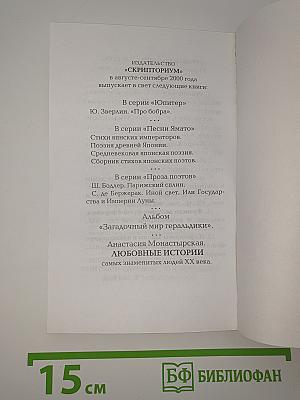 ИЗДАТЕЛЬСТВО
«СКРИПТОРИУМ»
в августе-сентябре 2000 года
выпускает в свет следующие книги:
В серии «Юпитер»
Ю. Зверлин. «Про бобра».
* * *
В серии «Песни Ямато»
Стихи японских императоров.
Поэзия древней Японии.
Средневековая японская поэзия.
Сборник стихов японских поэтов.
* * *
В серии «Проза поэтов»
Ш. Бодлер. Парижский сплин.
С. де Бержерак. Иной свет, Или Государ-
ства и Империи Луны.
* * *
Альбом
«Загадочный мир геральдики».
* * *
Анастасия Монастырская.
ЛЮБОВНЫЕ ИСТОРИИ
самых знаменитых людей XX века.
15 см
БФ БИБЛИОФАН